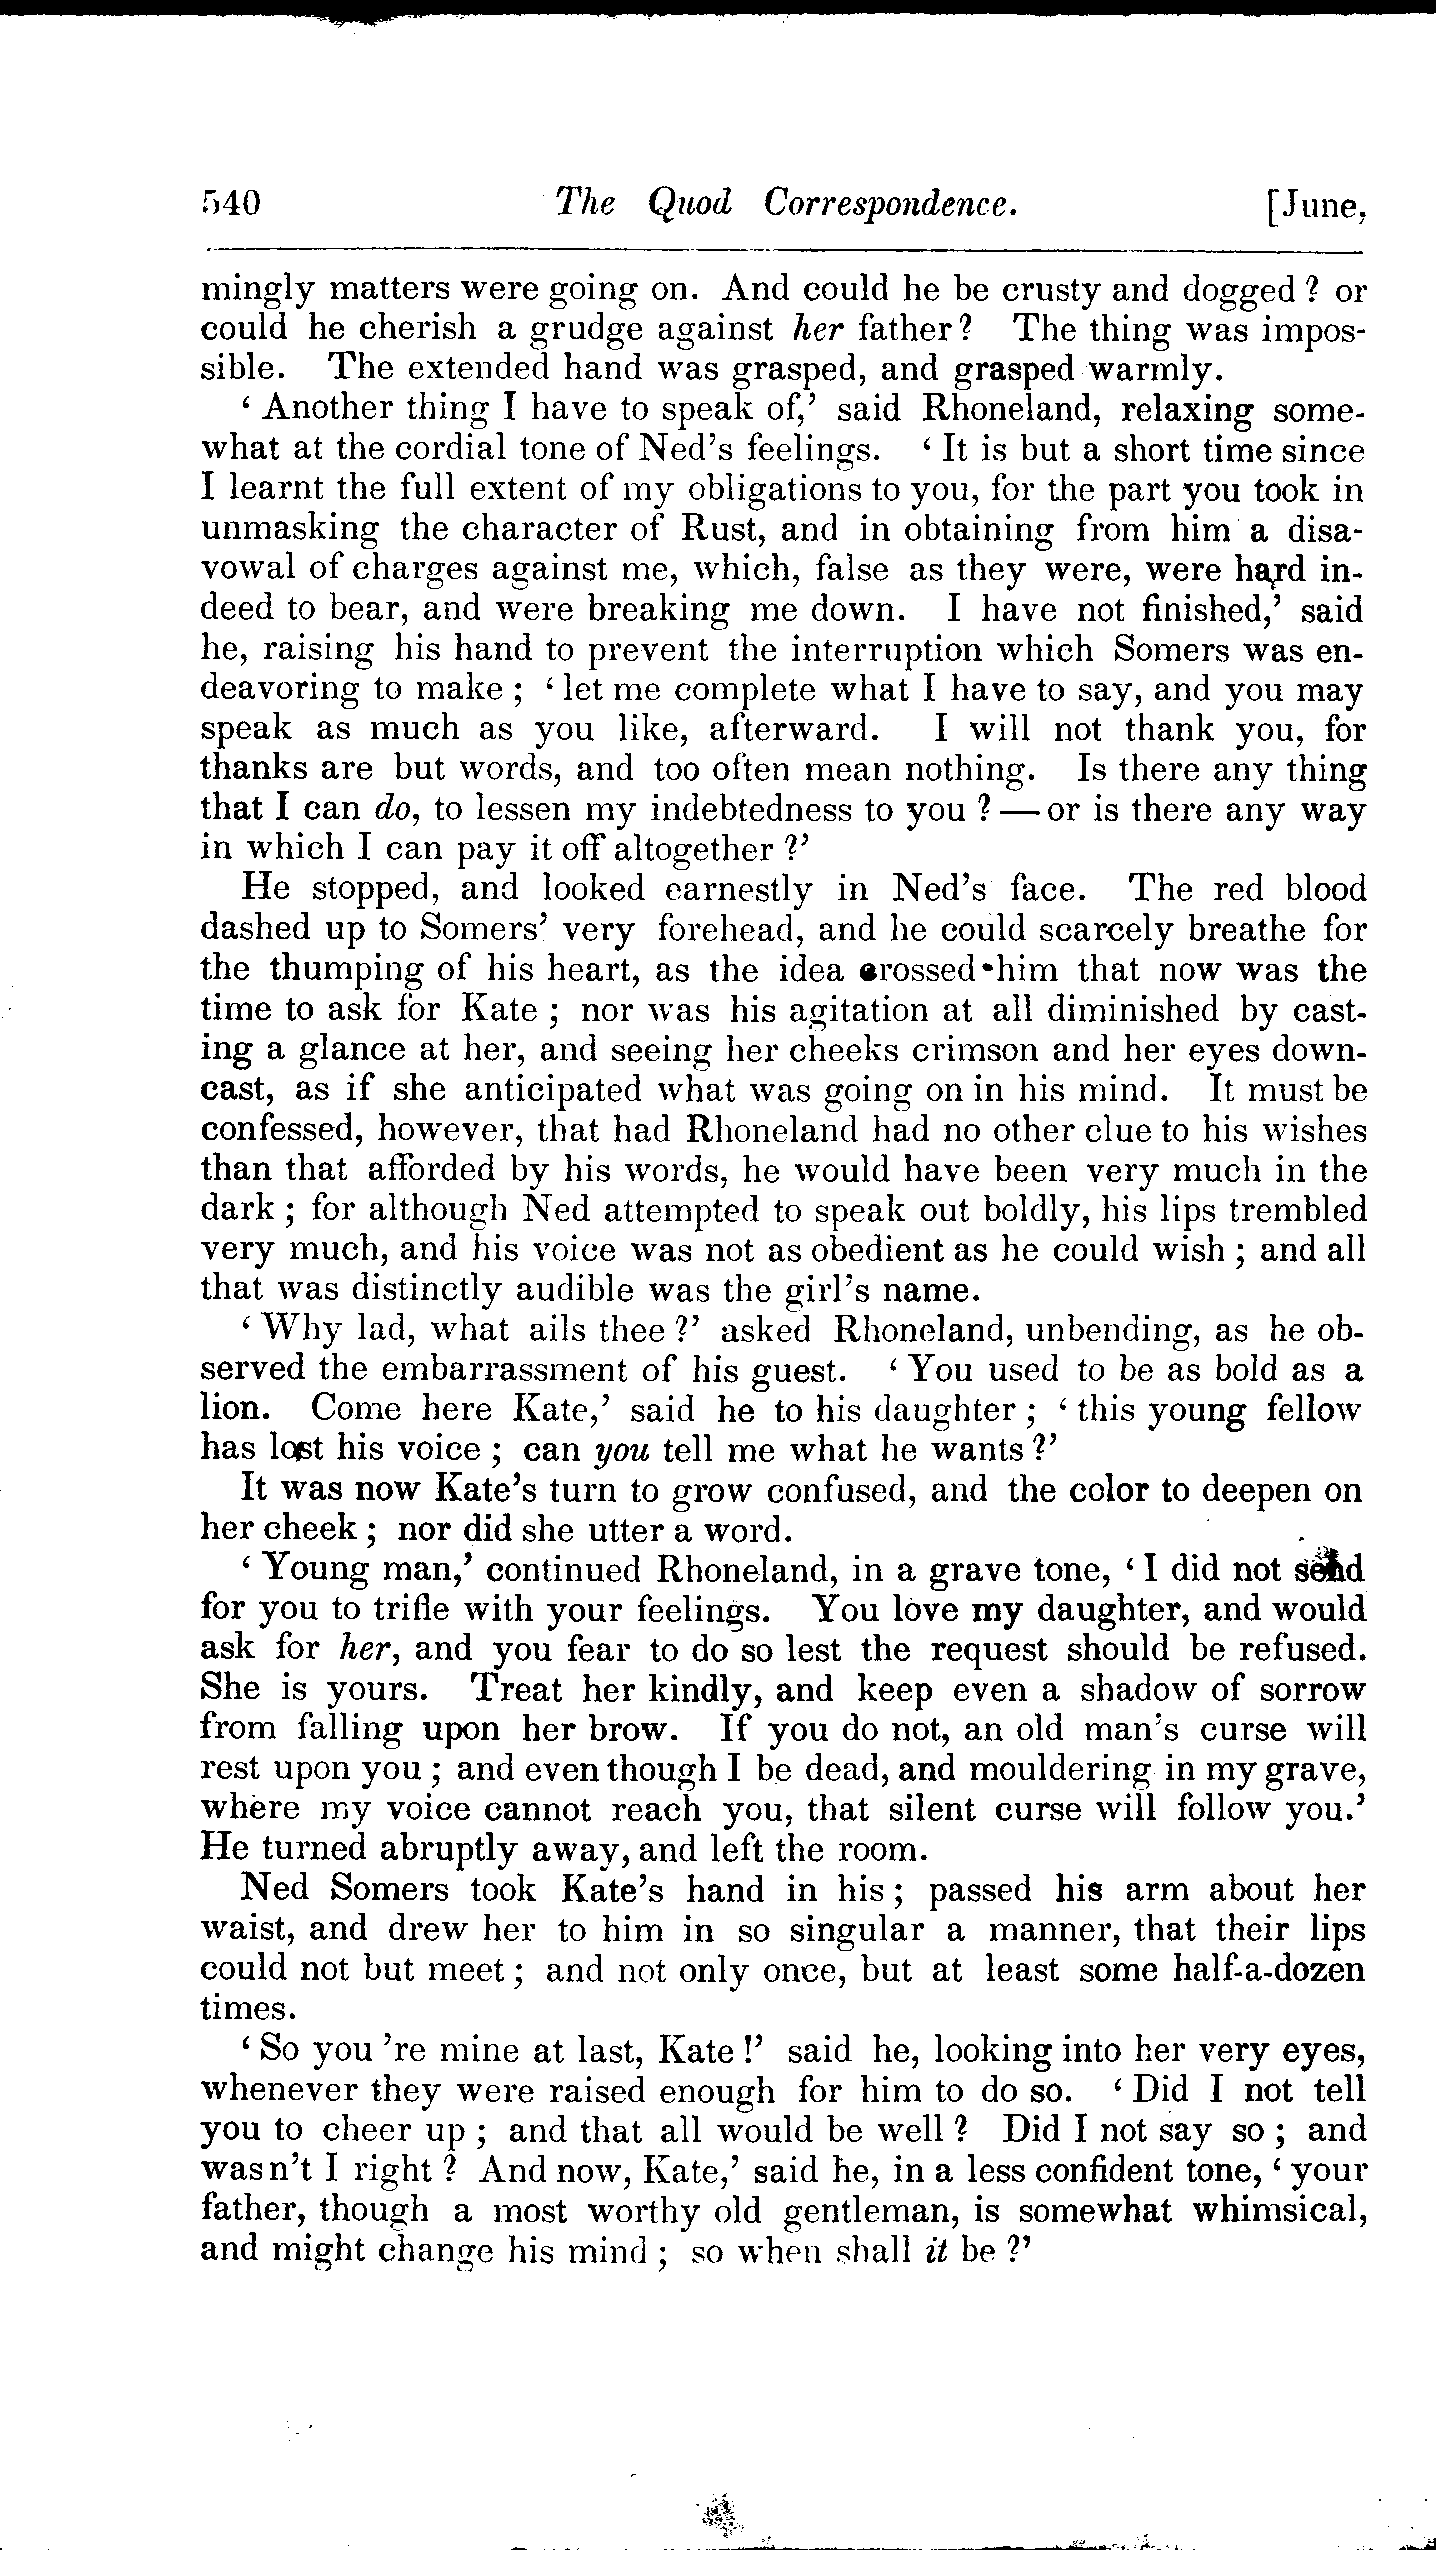 540 The Quod Correspondence. [June,
mingly matters were going on. And could he be crusty and dogged ? or
could he cherish a grudge against her father? The thing was impos-
sible. The extended hand was grasped, and grasped warmly.
‘ Another thing I have to speak of,’ said Rhoneland, relaxing some-
what at the cordial tone of Ned’s feelings. ‘ It is but a short time since
I learnt the full extent of my obligations to you, for the part you took in
unmasking the character of Rust, and in obtaining from him a disa-
vowal of charges against me, which, false as they were, were hard in-
deed to bear, and were breaking me down. I have not finished,’ said
he, raising his hand to prevent the interruption which Somers was en-
deavoring to make ; ‘ let me complete what I have to say, and you may
speak as much as you like, afterward. I will not thank you, for
thanks are but words, and too often mean nothing. Is there any thing
that I can do, to lessen my indebtedness to you ? — or is there any way
in which I can pay it off altogether ?’
He stopped, and looked earnestly in Ned’s face. The red blood
dashed up to Somers’ very forehead, and he could scarcely breathe for
the thumping of his heart, as the idea crossed him that now was the
time to ask for Kate ; nor was his agitation at all diminished by cast-
ing a glance at her, and seeing her cheeks crimson and her eyes down-
cast, as if she anticipated what was going on in his mind. It must be
confessed, however, that had Rhoneland had no other clue to his wishes
than that afforded by his words, he would have been very much in the
dark ; for although Ned attempted to speak out boldly, his lips trembled
very much, and his voice was not as obedient as he could wish ; and all
that was distinctly audible was the girl’s name.
‘ Why lad, what ails thee ?’ asked Rhoneland, unbending, as he ob-
served the embarrassment of his guest. ‘ You used to be as bold as a
lion. Come here Kate,’ said he to his daughter ; ‘ this young fellow
has lost his voice ; can you tell me what he wants ?’
It was now Kate’s turn to grow confused, and the color to deepen on
her cheek ; nor did she utter a word.
‘ Young man,’ continued Rhoneland, in a grave tone, ‘ I did not send
for you to trifle with your feelings. You love my daughter, and would
ask for her, and you fear to do so lest the request should be refused.
She is yours. Treat her kindly, and keep even a shadow of sorrow
from falling upon her brow. If you do not, an old man’s curse will
rest upon you ; and even though I be dead, and mouldering in my grave,
where my voice cannot reach you, that silent curse will follow you.’
He turned abruptly away, and left the room.
Ned Somers took Kate’s hand in his ; passed his arm about her
waist, and drew her to him in so singular a manner, that their lips
could not but meet ; and not only once, but at least some half-a-dozen
times.
‘ So you ’re mine at last, Kate !’ said he, looking into her very eyes,
whenever they were raised enough for him to do so. ‘ Did I not tell
you to cheer up ; and that all would be well ? Did I not say so ; and
wasn’t I right ? And now, Kate,’ said he, in a less confident tone, ‘ your
father, though a most worthy old gentleman, is somewhat whimsical,
and might change his mind ; so when shall it be ?’